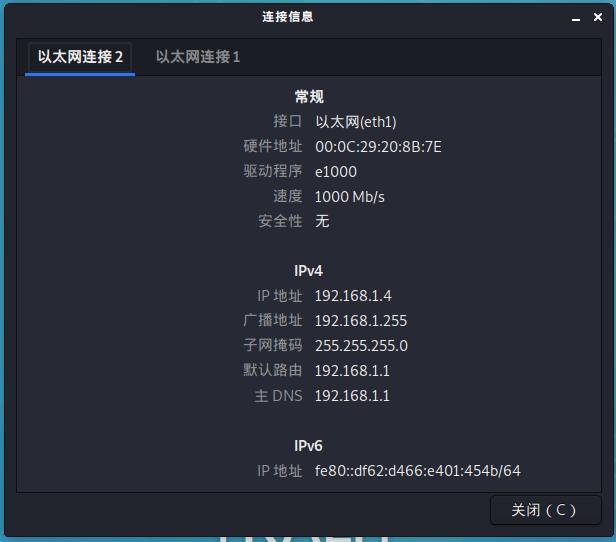 连接信息
以太网连接 2 以太网连接 1
常规
接口 以太网(eth1)
硬件地址 00:0C:29:20:8B:7E
驱动程序 e1000
速度 1000 Mb/s
安全性 无
IPv4
IP 地址 192.168.1.4
广播地址 192.168.1.255
子网掩码 255.255.255.0
默认路由 192.168.1.1
主 DNS 192.168.1.1
IPv6
IP 地址 fe80::df62:d466:e401:454b/64
关闭（C）